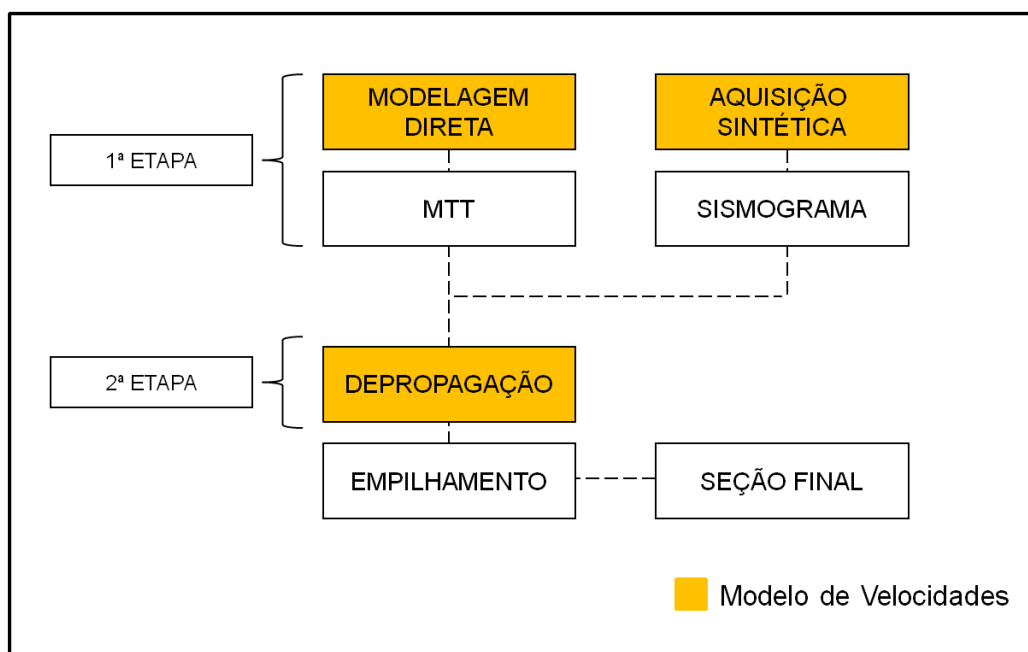 MODELAGEM
DIRETA
AQUISIÇÃO
SINTÉTICA
1ª ETAPA
MTT
SISMOGRAMA
2ª ETAPA
DEPROPAGAÇÃO
EMPILHAMENTO
SEÇÃO FINAL
Modelo de Velocidades